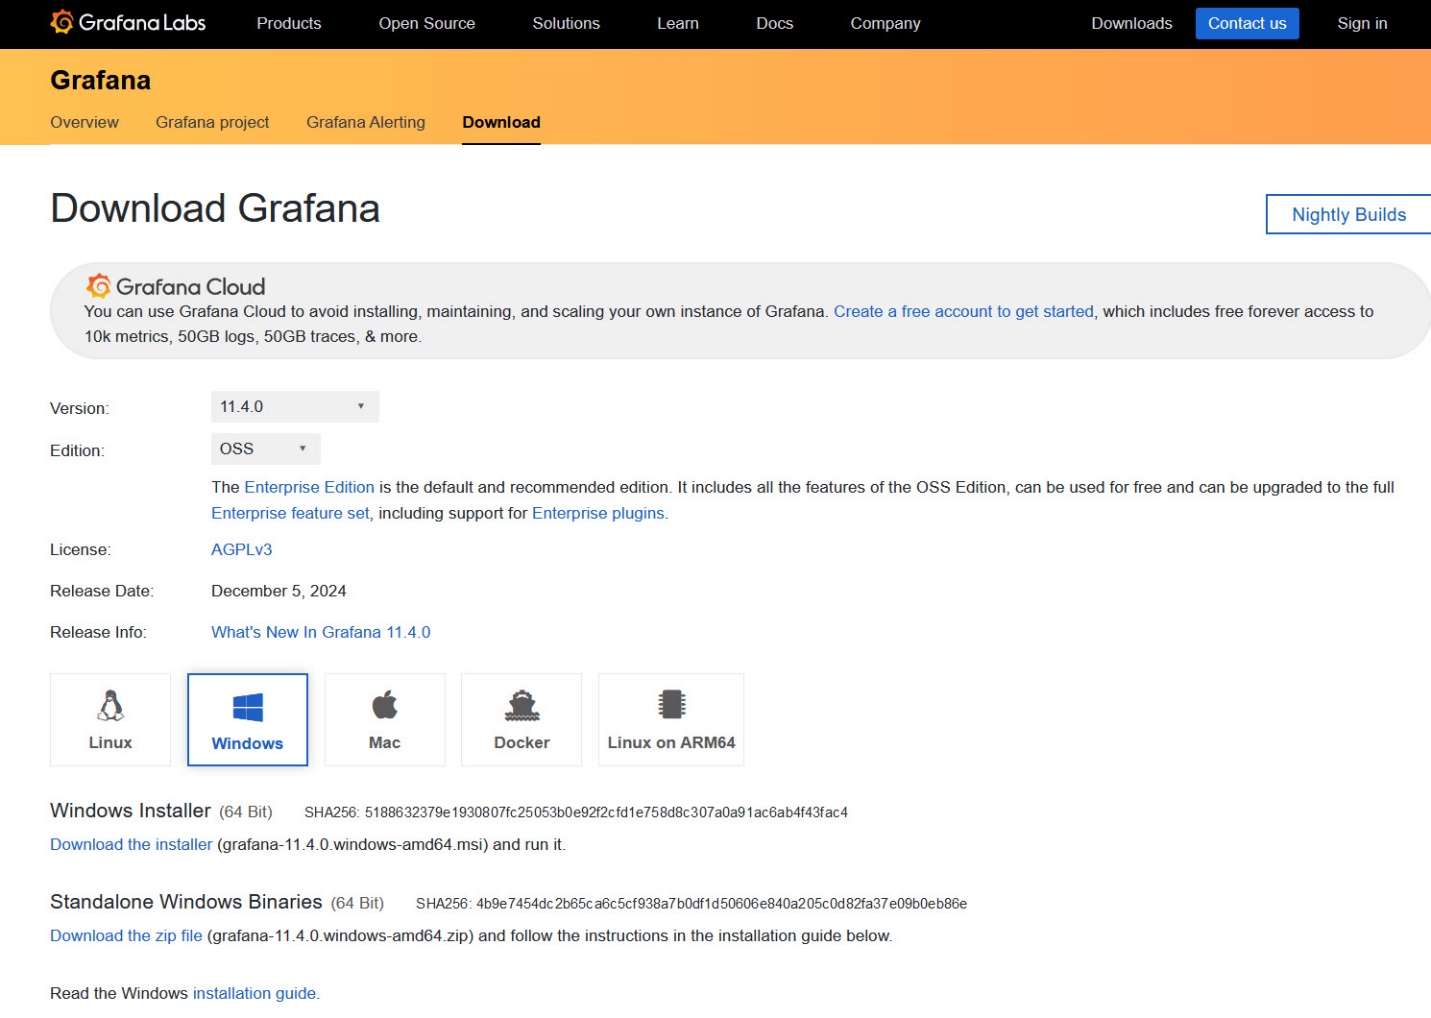 Grafana Labs Products Open Source Solutions Learn Docs Company Downloads Contact us Sign in
Grafana
Overview Grafana project Grafana Alerting Download
Download Grafana
Nightly Builds
Grafana Cloud
You can use Grafana Cloud to avoid installing, maintaining, and scaling your own instance of Grafana. Create a free account to get started, which includes free forever access to
10k metrics, 50GB logs, 50GB traces, & more.
Version: 11.4.0
Edition: OSS
The Enterprise Edition is the default and recommended edition. It includes all the features of the OSS Edition, can be used for free and can be upgraded to the full
Enterprise feature set, including support for Enterprise plugins.
License: AGPLv3
Release Date: December 5, 2024
Release Info: What's New In Grafana 11.4.0
Linux Windows Mac Docker Linux on ARM64
Windows Installer (64 Bit) SHA256: 5188632379e1930807fc25053b0e92f2cfd1e758d8c307a0a91ac6ab4f43fac4
Download the installer (grafana-11.4.0.windows-amd64.msi) and run it.
Standalone Windows Binaries (64 Bit) SHA256: 4b9e7454dc2b65ca6c5cf938a7b0df1d50606e840a205c0d82fa37e09b0eb86e
Download the zip file (grafana-11.4.0.windows-amd64.zip) and follow the instructions in the installation guide below.
Read the Windows installation guide.